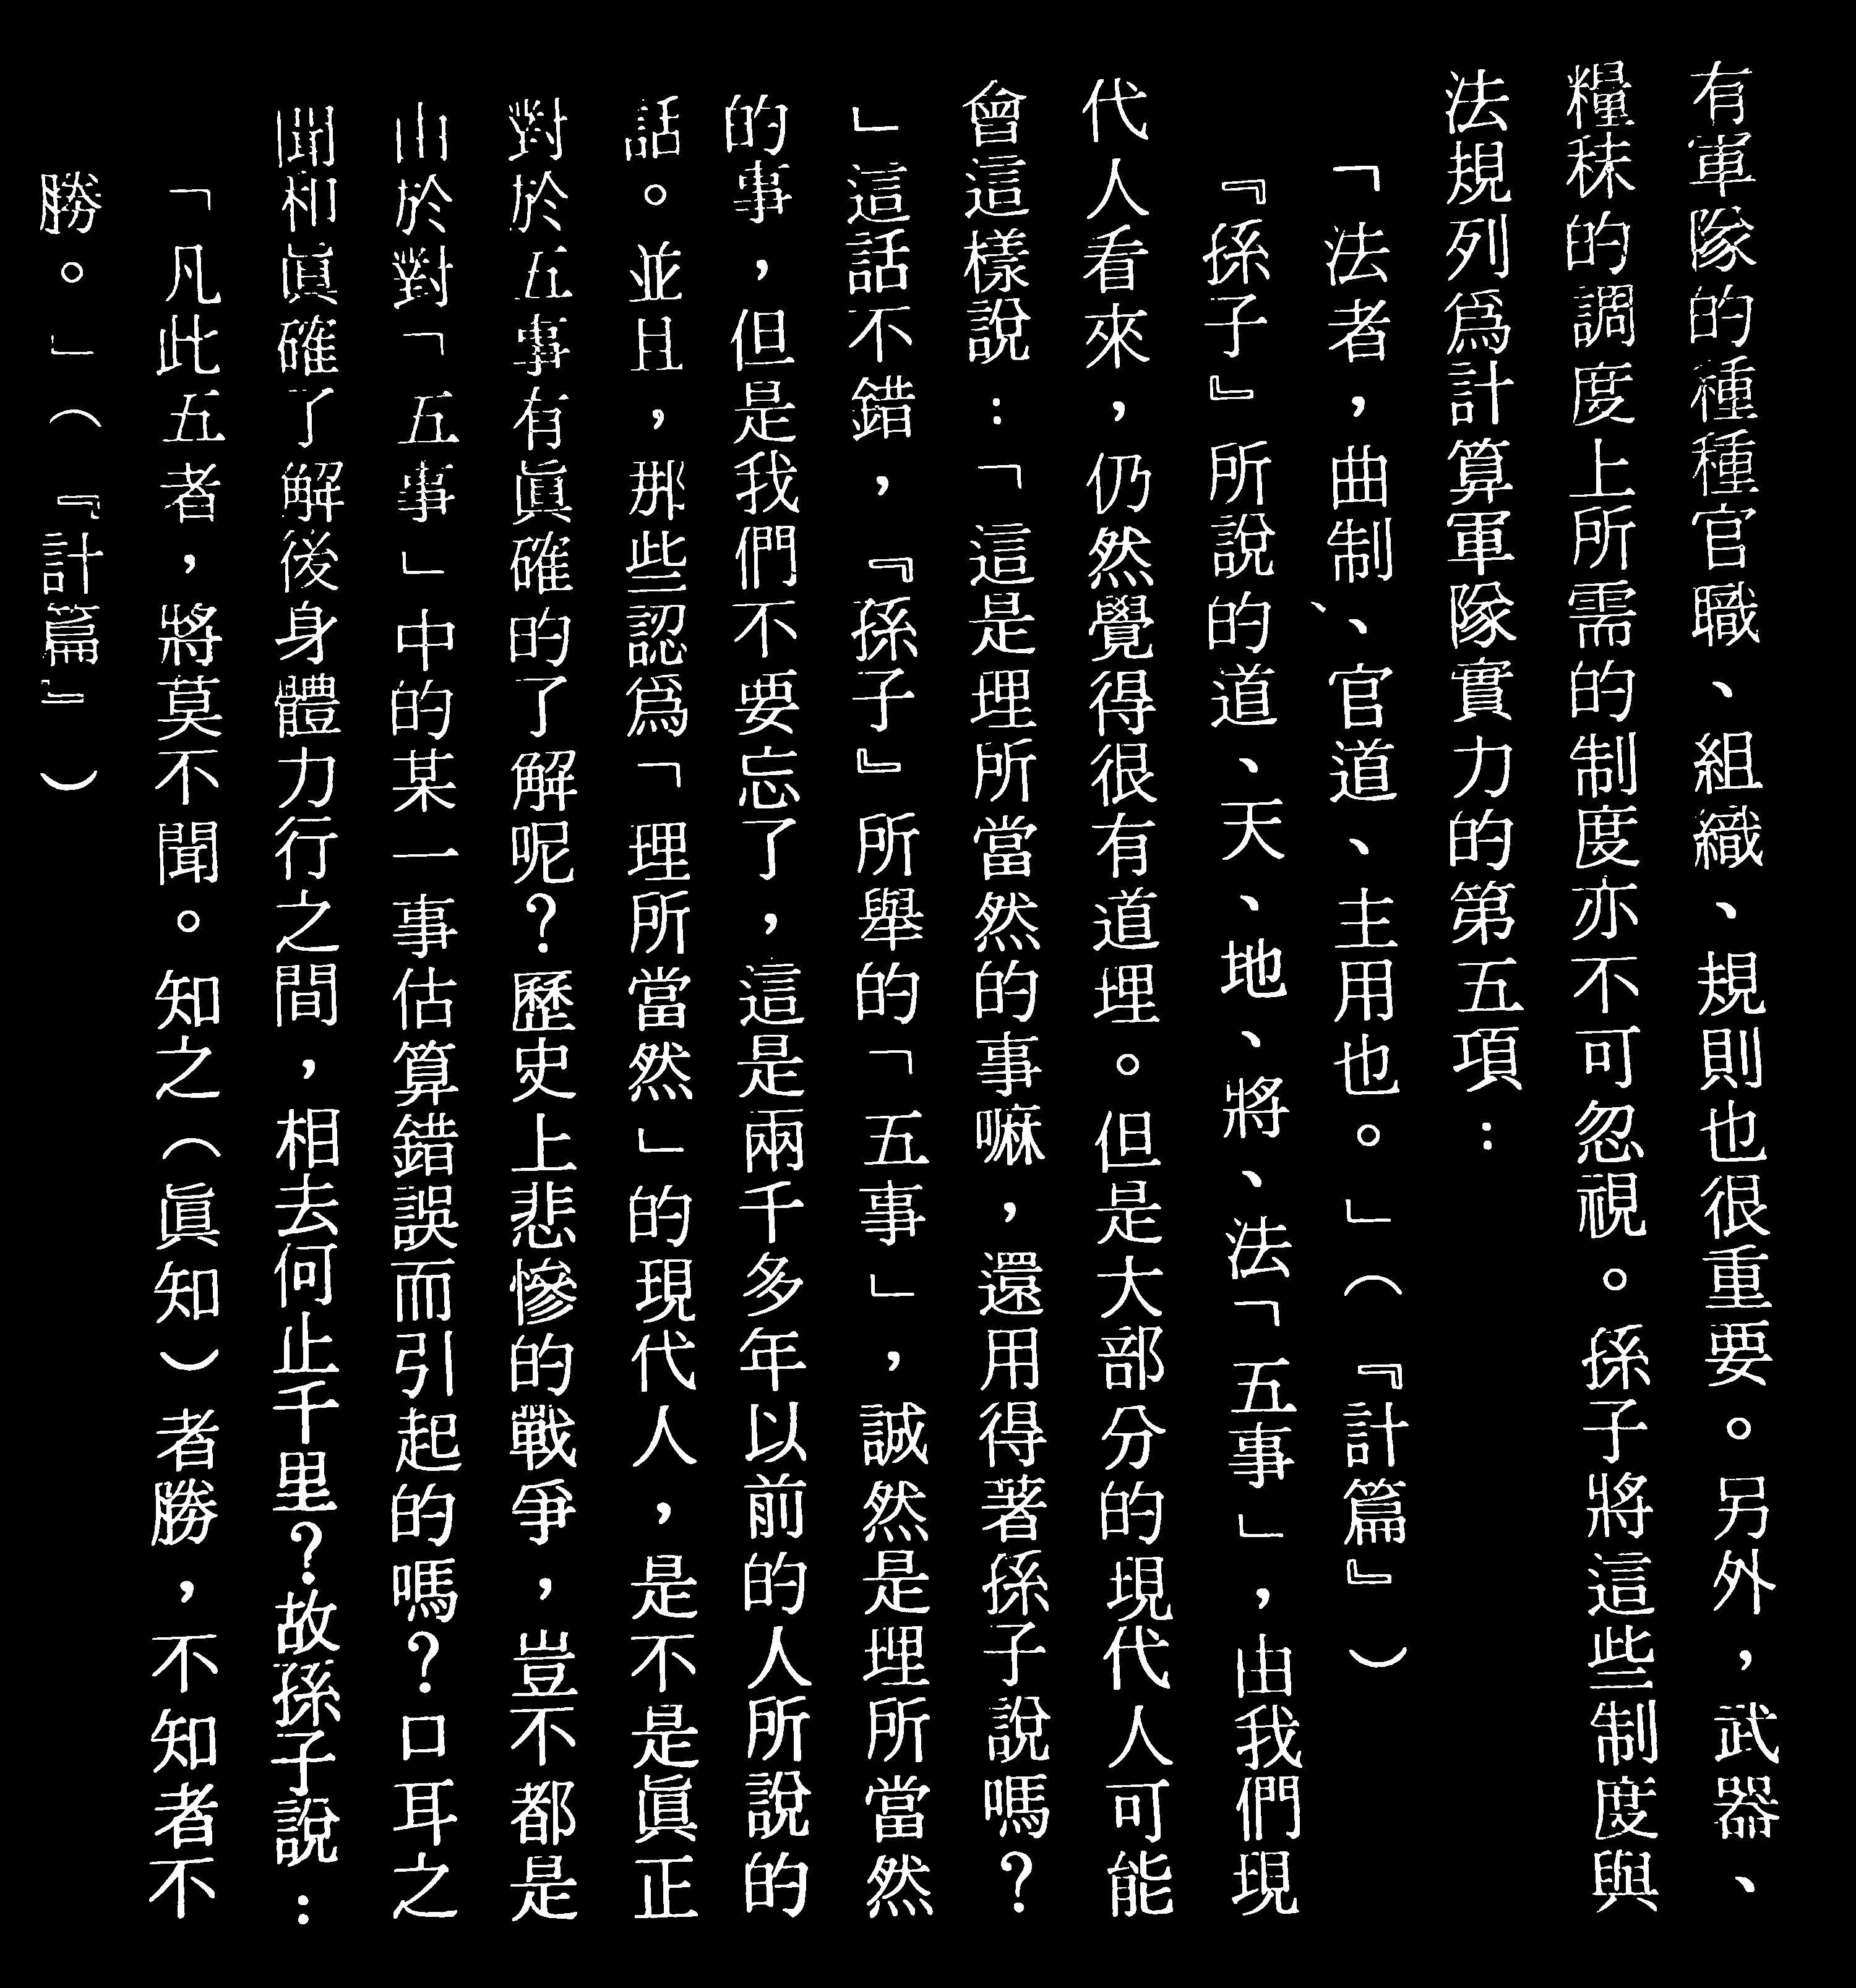 有軍隊的種種官職、組織、規則也很重要。另外，武器、
糧秣的調度上所需的制度亦不可忽視。孫子將這些制度與
法規列爲計算軍隊實力的第五項：
「法者，曲制、官道、主用也。」（『計篇』）
『孫子』所說的道、天、地、將、法「五事」，由我們現
代人看來，仍然覺得很有道理。但是大部分的現代人可能
曾這樣說：「這是理所當然的事嘛，還用得著孫子說嗎？
」這話不錯，『孫子』所舉的「五事」，誠然是理所當然
的事，但是我們不要忘了，這是兩千多年以前的人所說的
話。並且，那些認爲「理所當然」的現代人，是不是眞正
對於五事有眞確的了解呢？歷史上悲慘的戰爭，豈不都是
由於對「五事」中的某一事估算錯誤而引起的嗎？口耳之
聞和眞確了解後身體力行之間，相去何止千里？故孫子說：
「凡此五者，將莫不聞。知之（眞知）者勝，不知者不
勝。」（『計篇』）